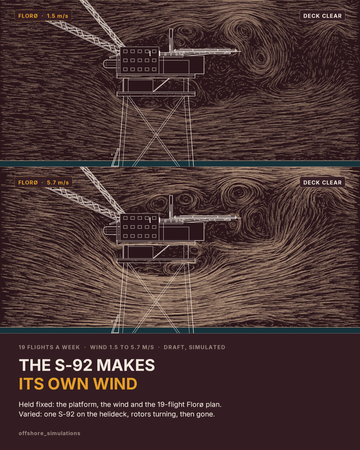 FLORØ · 1.5 m/s
DECK CLEAR
FLORØ · 5.7 m/s
DECK CLEAR
19 FLIGHTS A WEEK · WIND 1.5 TO 5.7 M/S · DRAFT, SIMULATED
THE S-92 MAKES
ITS OWN WIND
Held fixed: the platform, the wind and the 19-flight Florø plan.
Varied: one S-92 on the helideck, rotors turning, then gone.
offshore_simulations